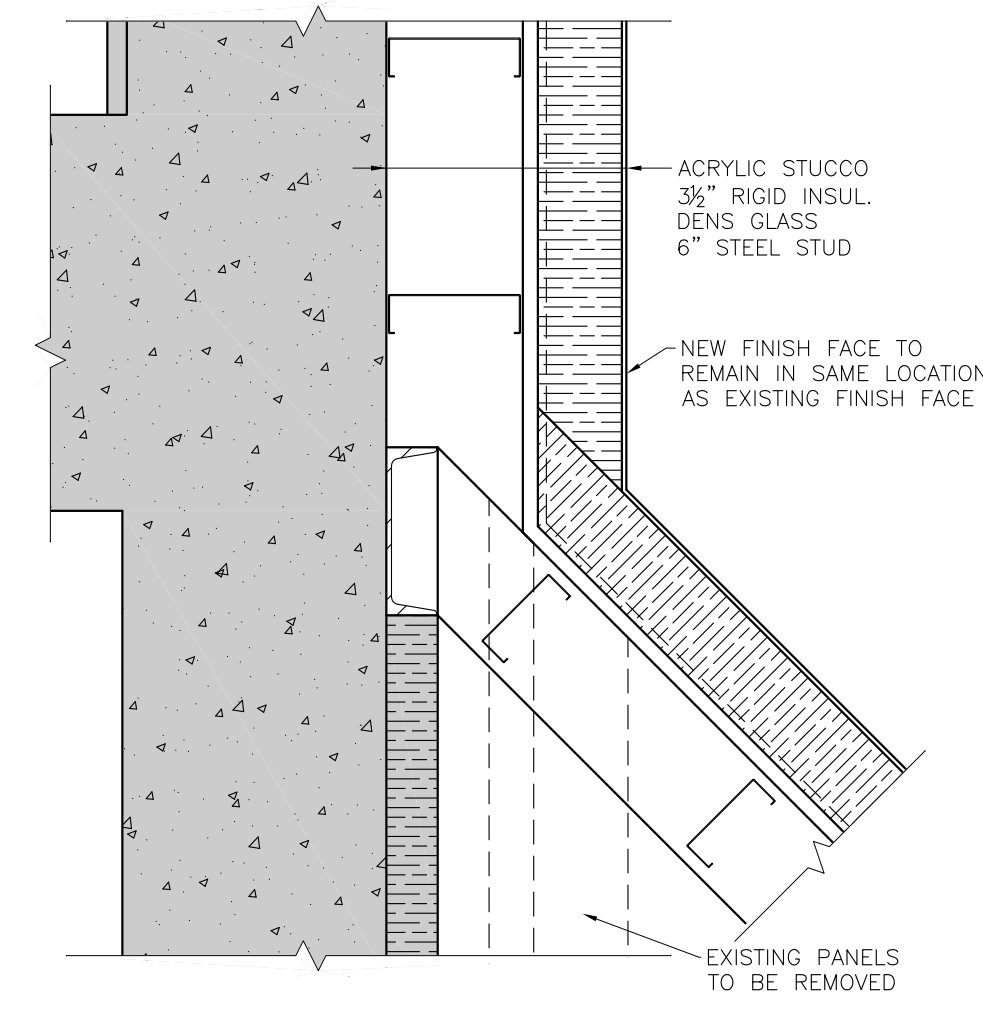 ACRYLIC STUCCO
3½" RIGID INSUL.
DENS GLASS
6" STEEL STUD
NEW FINISH FACE TO
REMAIN IN SAME LOCATION
AS EXISTING FINISH FACE
EXISTING PANELS
TO BE REMOVED